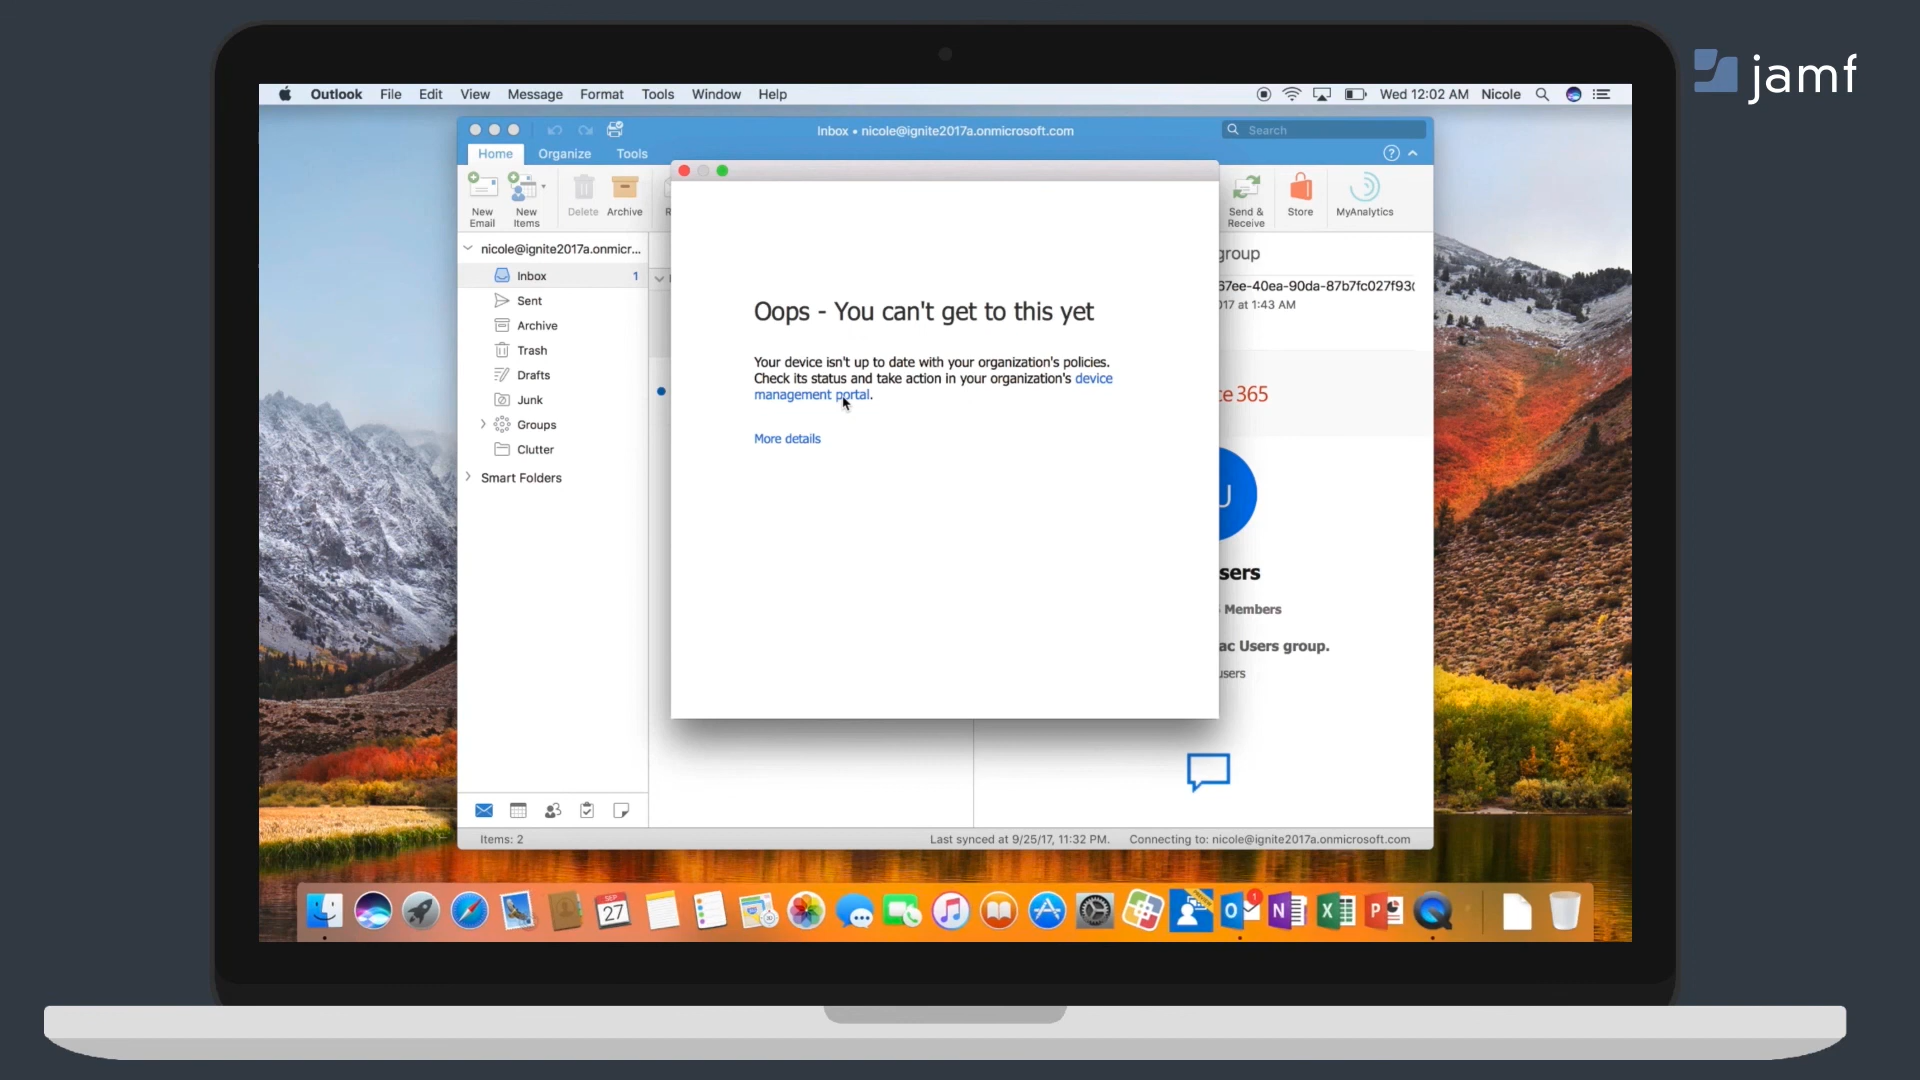 jamf
Outlook File Edit View Message Format Tools Window Help
Wed 12:02 AM Nicole
Inbox • nicole@ignite2017a.onmicrosoft.com
Search
Home Organize Tools
New Email
New Items
Delete
Archive
Send & Receive
Store
MyAnalytics
nicole@ignite2017a.onmicr...
Inbox 1
Sent
Archive
Trash
Drafts
Junk
Groups
Clutter
Smart Folders
Oops - You can't get to this yet
Your device isn't up to date with your organization's policies.
Check its status and take action in your organization's device
management portal.
More details
group
67ee-40ea-90da-87b7fc027f93
017 at 1:43 AM
ce 365
sers
Members
ac Users group.
users
Items: 2
Last synced at 9/25/17, 11:32 PM.
Connecting to: nicole@ignite2017a.onmicrosoft.com
SEP
27